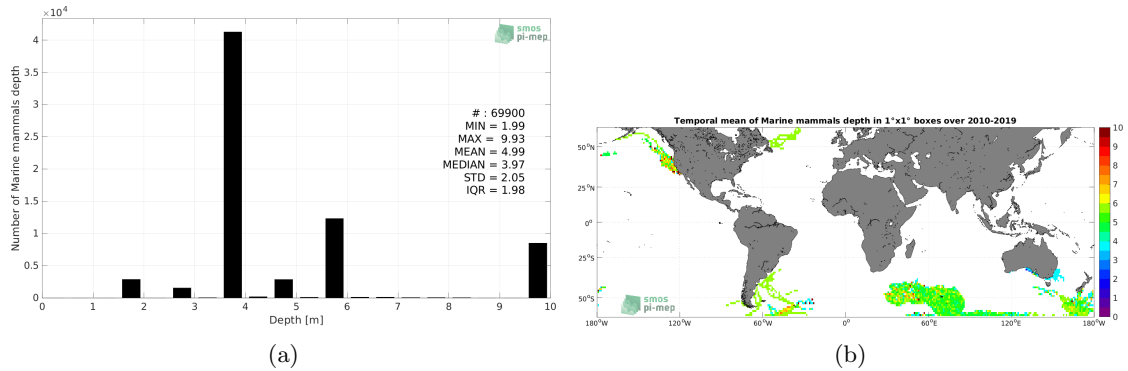 ×10⁴
4
3.5
3
2.5
2
1.5
1
0.5
0
Number of Marine mammals depth
0 1 2 3 4 5 6 7 8 9 10
Depth [m]
smos
pi-mep
# : 69900
MIN = 1.99
MAX = 9.93
MEAN = 4.99
MEDIAN = 3.97
STD = 2.05
IQR = 1.98
(a)
Temporal mean of Marine mammals depth in 1°x1° boxes over 2010-2019
50°N
25°N
0°
25°S
50°S
180°W 120°W 60°W 0° 60°E 120°E 180°W
smos
pi-mep
10
9
8
7
6
5
4
3
2
1
0
(b)